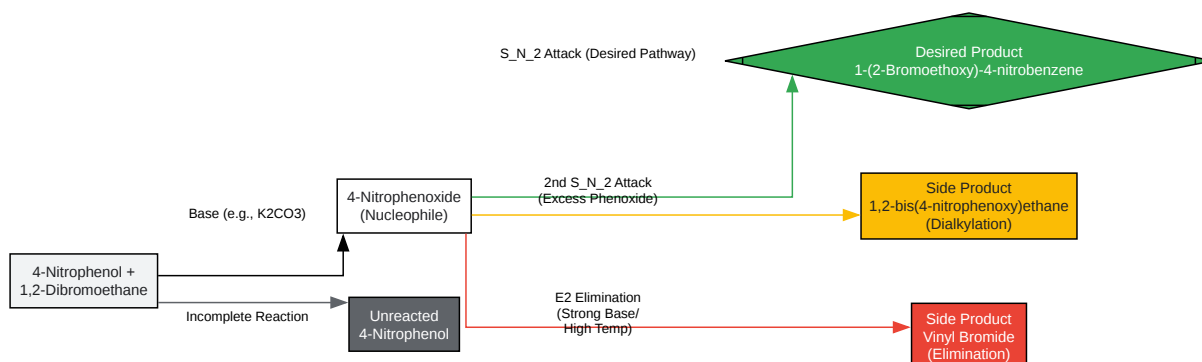 S_N_2 Attack (Desired Pathway)
Desired Product
1-(2-Bromoethoxy)-4-nitrobenzene
4-Nitrophenoxide
(Nucleophile)
2nd S_N_2 Attack
(Excess Phenoxide)
Side Product
1,2-bis(4-nitrophenoxy)ethane
(Dialkylation)
Base (e.g., K2CO3)
4-Nitrophenol +
1,2-Dibromoethane
Incomplete Reaction
Unreacted
4-Nitrophenol
E2 Elimination
(Strong Base/
High Temp)
Side Product
Vinyl Bromide
(Elimination)